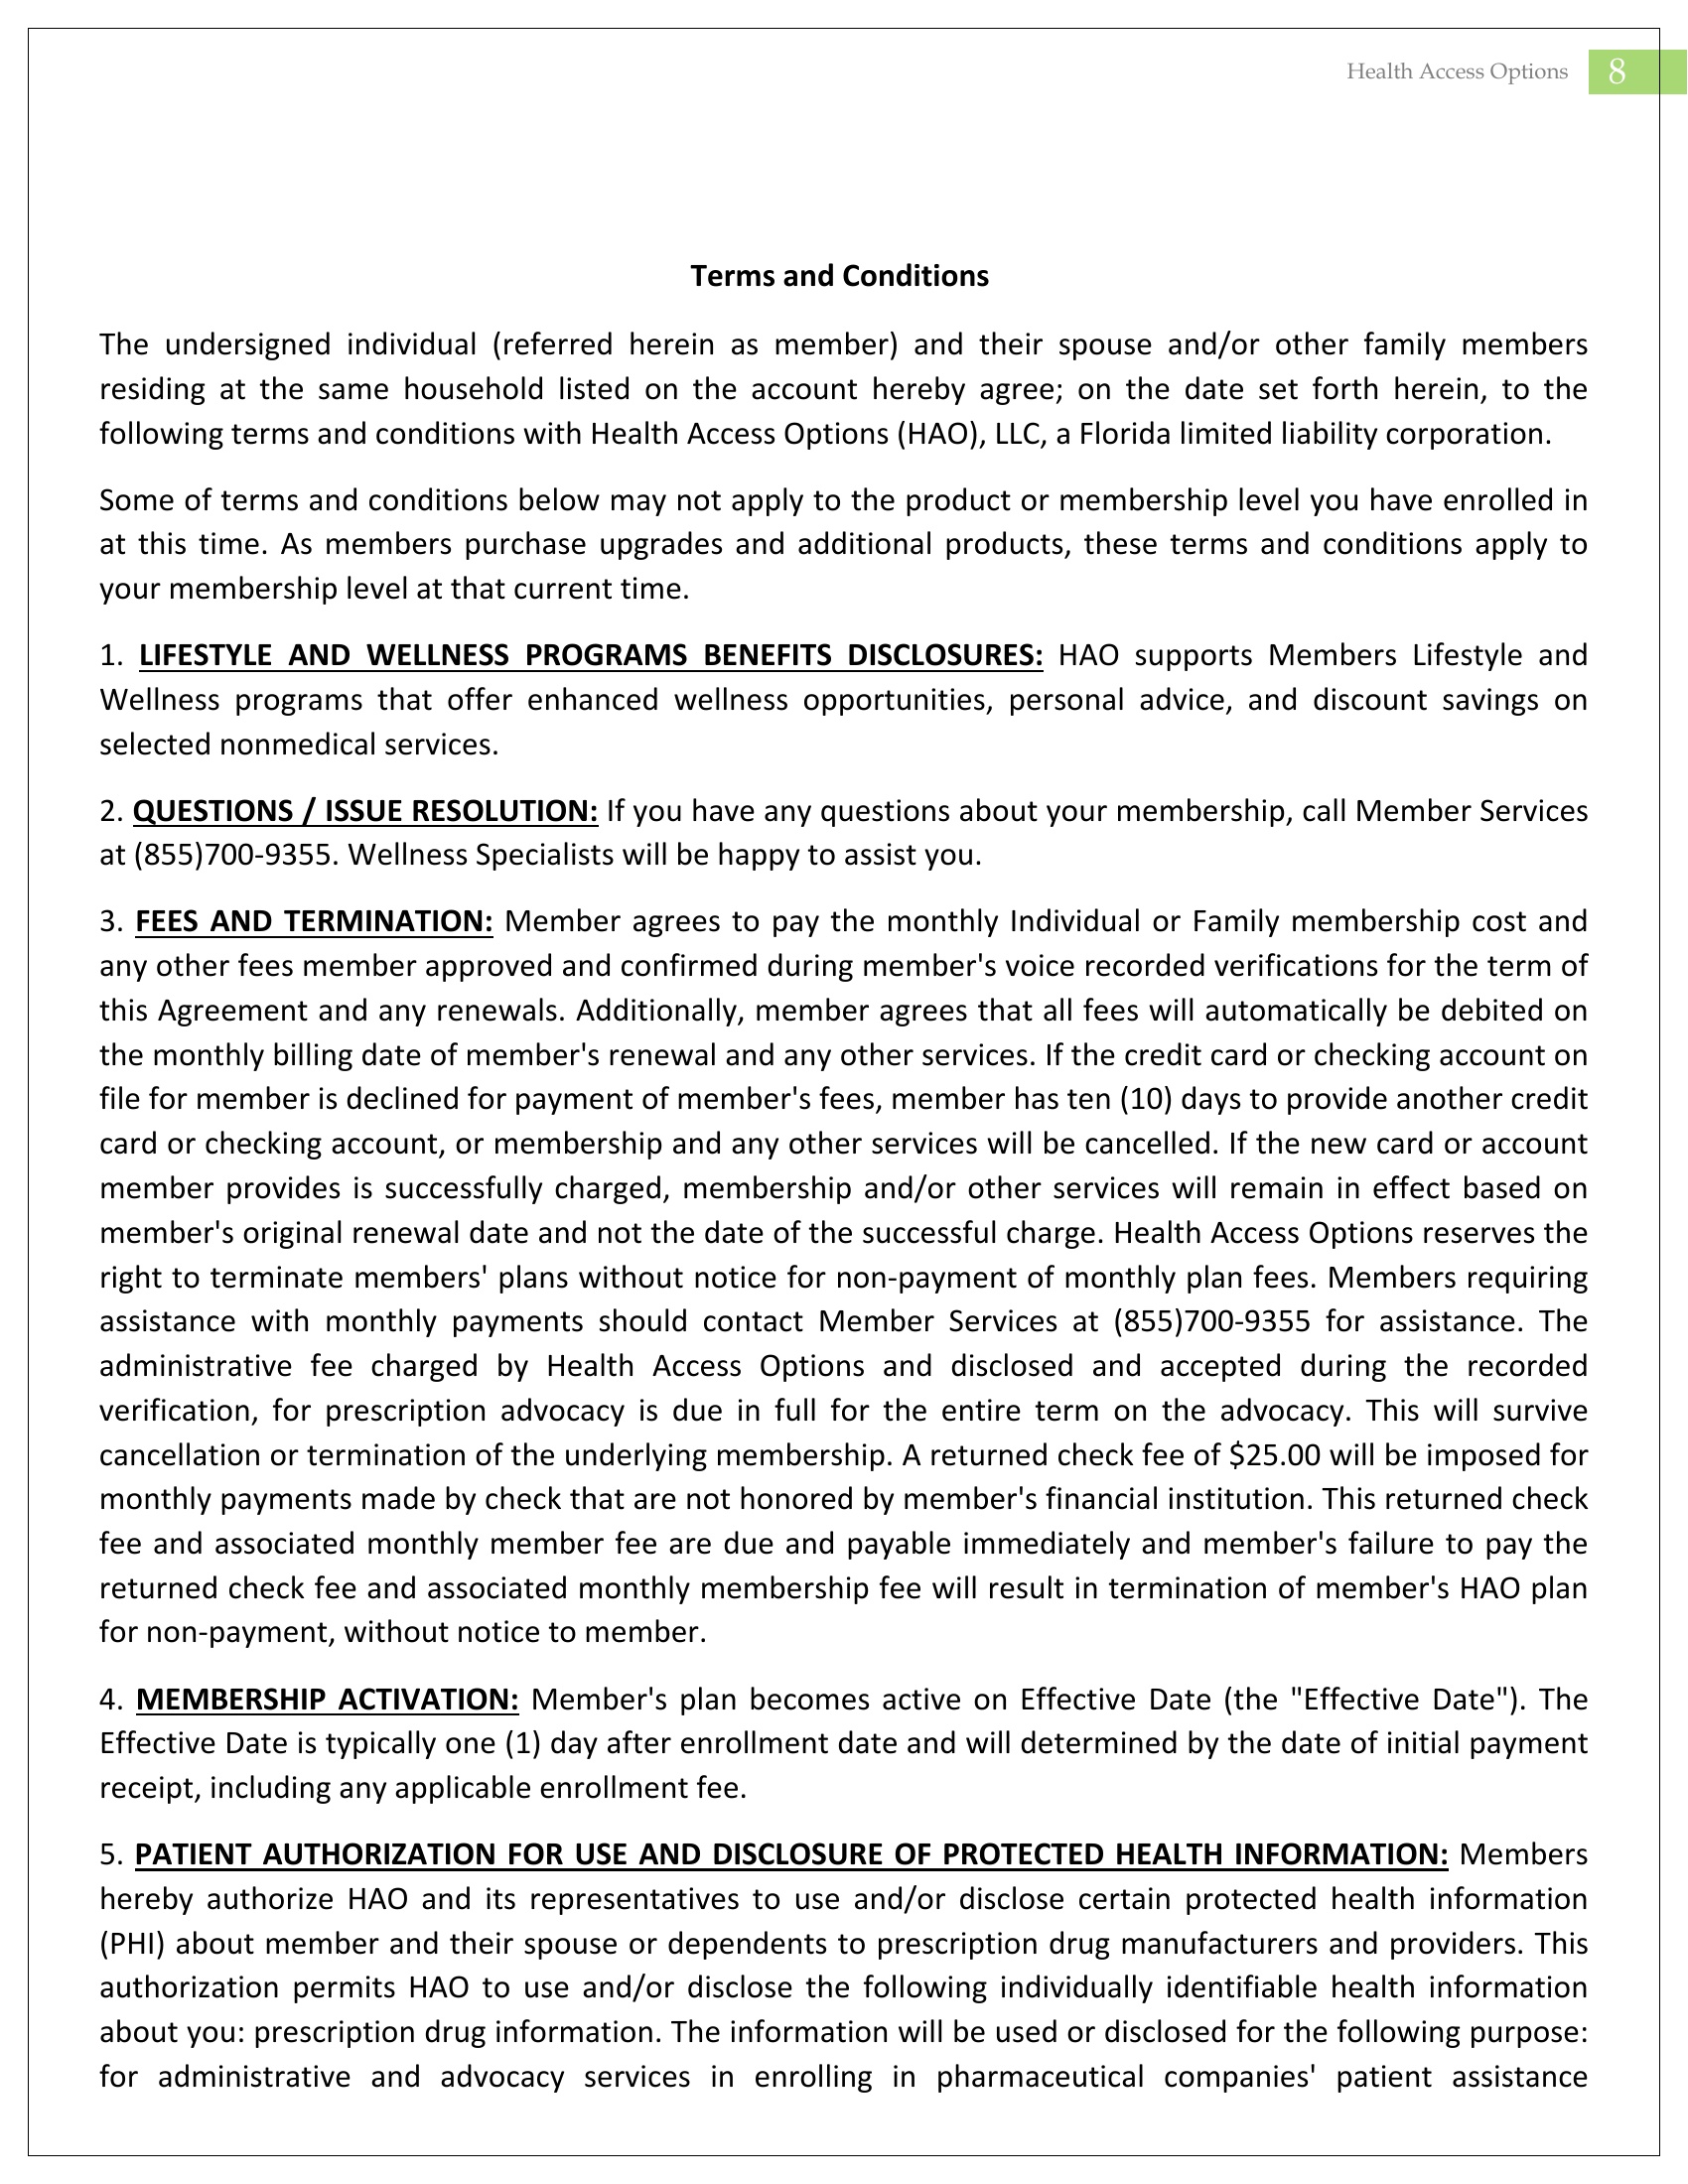 Health Access Options 8
Terms and Conditions
The undersigned individual (referred herein as member) and their spouse and/or other family members
residing at the same household listed on the account hereby agree; on the date set forth herein, to the
following terms and conditions with Health Access Options (HAO), LLC, a Florida limited liability corporation.
Some of terms and conditions below may not apply to the product or membership level you have enrolled in
at this time. As members purchase upgrades and additional products, these terms and conditions apply to
your membership level at that current time.
1. LIFESTYLE AND WELLNESS PROGRAMS BENEFITS DISCLOSURES: HAO supports Members Lifestyle and
Wellness programs that offer enhanced wellness opportunities, personal advice, and discount savings on
selected nonmedical services.
2. QUESTIONS / ISSUE RESOLUTION: If you have any questions about your membership, call Member Services
at (855)700-9355. Wellness Specialists will be happy to assist you.
3. FEES AND TERMINATION: Member agrees to pay the monthly Individual or Family membership cost and
any other fees member approved and confirmed during member's voice recorded verifications for the term of
this Agreement and any renewals. Additionally, member agrees that all fees will automatically be debited on
the monthly billing date of member's renewal and any other services. If the credit card or checking account on
file for member is declined for payment of member's fees, member has ten (10) days to provide another credit
card or checking account, or membership and any other services will be cancelled. If the new card or account
member provides is successfully charged, membership and/or other services will remain in effect based on
member's original renewal date and not the date of the successful charge. Health Access Options reserves the
right to terminate members' plans without notice for non-payment of monthly plan fees. Members requiring
assistance with monthly payments should contact Member Services at (855)700-9355 for assistance. The
administrative fee charged by Health Access Options and disclosed and accepted during the recorded
verification, for prescription advocacy is due in full for the entire term on the advocacy. This will survive
cancellation or termination of the underlying membership. A returned check fee of $25.00 will be imposed for
monthly payments made by check that are not honored by member's financial institution. This returned check
fee and associated monthly member fee are due and payable immediately and member's failure to pay the
returned check fee and associated monthly membership fee will result in termination of member's HAO plan
for non-payment, without notice to member.
4. MEMBERSHIP ACTIVATION: Member's plan becomes active on Effective Date (the "Effective Date"). The
Effective Date is typically one (1) day after enrollment date and will determined by the date of initial payment
receipt, including any applicable enrollment fee.
5. PATIENT AUTHORIZATION FOR USE AND DISCLOSURE OF PROTECTED HEALTH INFORMATION: Members
hereby authorize HAO and its representatives to use and/or disclose certain protected health information
(PHI) about member and their spouse or dependents to prescription drug manufacturers and providers. This
authorization permits HAO to use and/or disclose the following individually identifiable health information
about you: prescription drug information. The information will be used or disclosed for the following purpose:
for administrative and advocacy services in enrolling in pharmaceutical companies' patient assistance